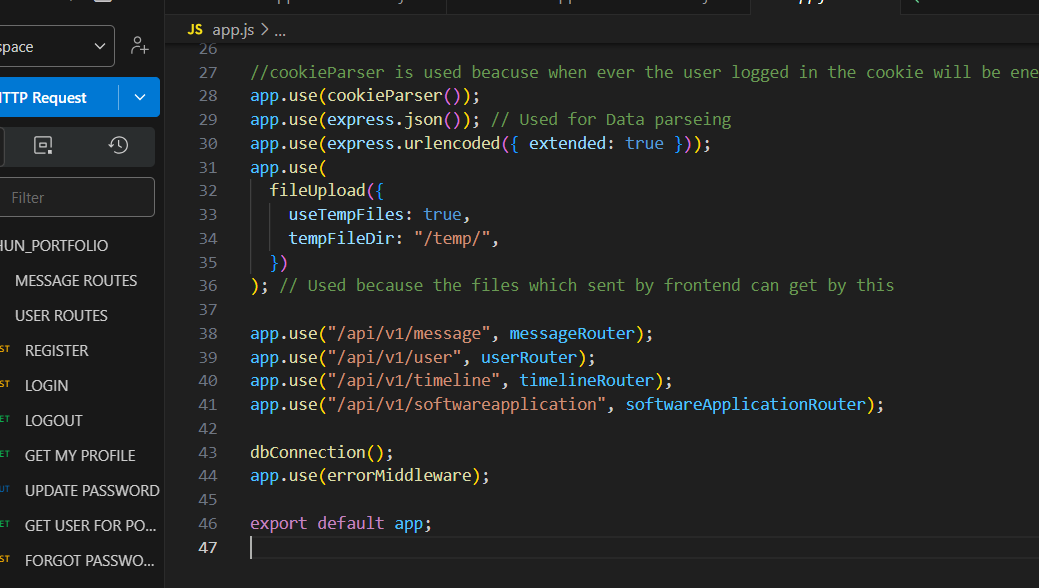 JS app.js > ...
space
HTTP Request
Filter
HUN_PORTFOLIO
MESSAGE ROUTES
USER ROUTES
REGISTER
LOGIN
LOGOUT
GET MY PROFILE
UPDATE PASSWORD
GET USER FOR PO...
FORGOT PASSWO...
26
27 //cookieParser is used beacuse when ever the user logged in the cookie will be ene
28 app.use(cookieParser());
29 app.use(express.json()); // Used for Data parseing
30 app.use(express.urlencoded({ extended: true }));
31 app.use(
32 fileUpload({
33 useTempFiles: true,
34 tempFileDir: "/temp/",
35 })
36 ); // Used because the files which sent by frontend can get by this
37
38 app.use("/api/v1/message", messageRouter);
39 app.use("/api/v1/user", userRouter);
40 app.use("/api/v1/timeline", timelineRouter);
41 app.use("/api/v1/softwareapplication", softwareApplicationRouter);
42
43 dbConnection();
44 app.use(errorMiddleware);
45
46 export default app;
47